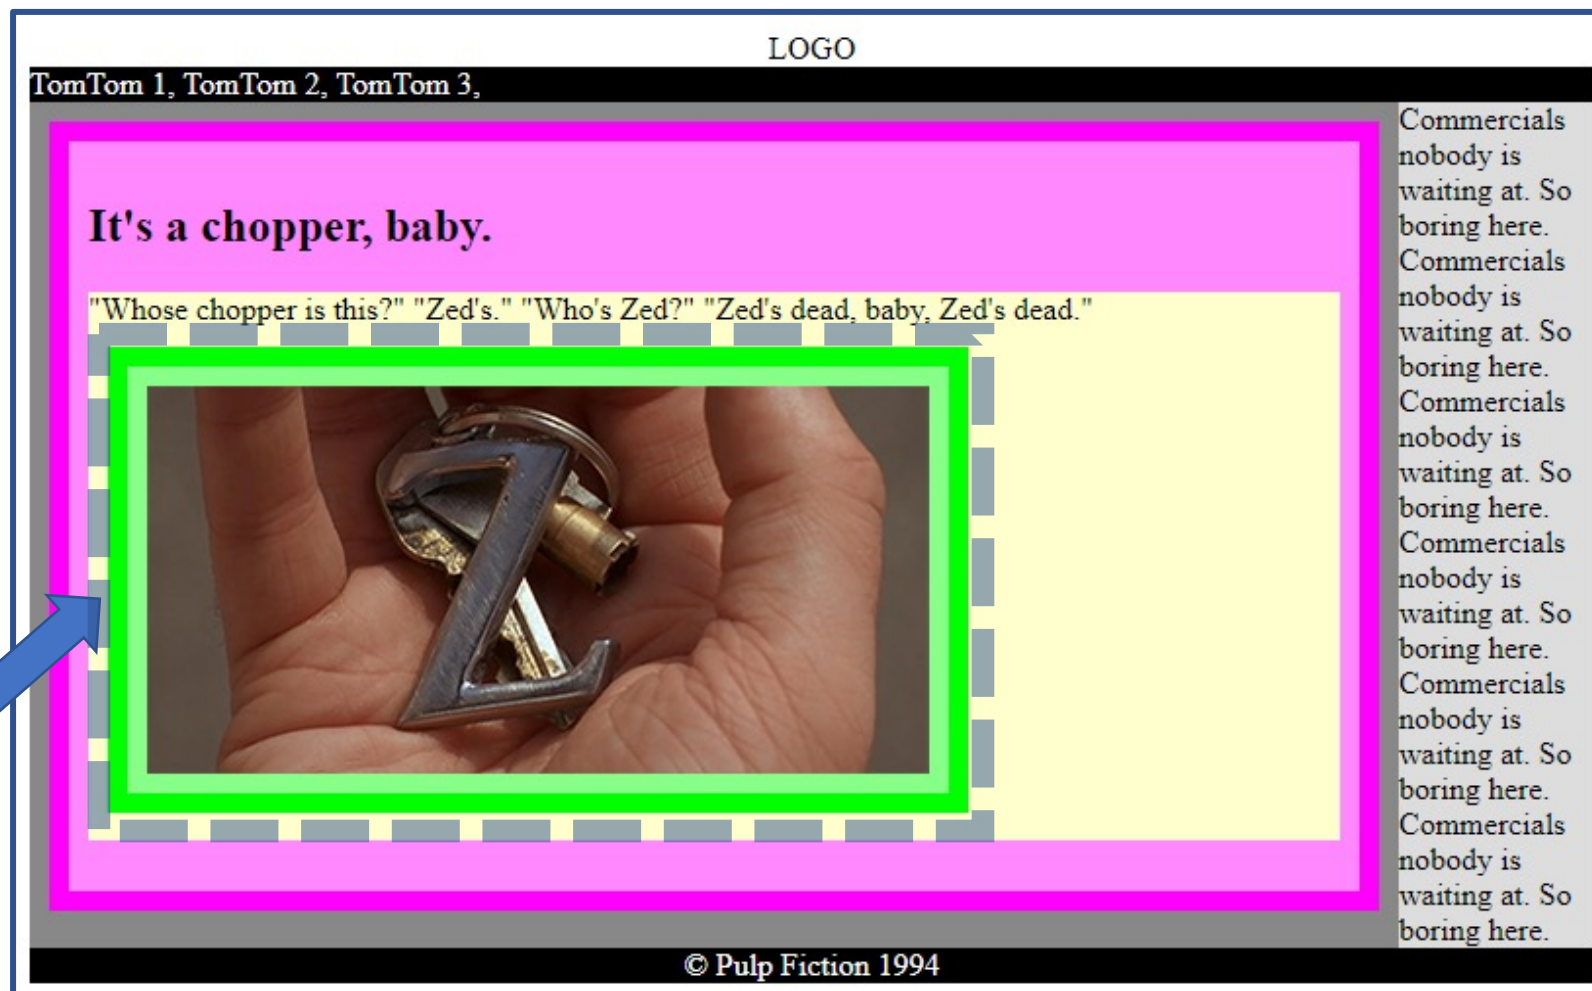 LOGO
TomTom 1, TomTom 2, TomTom 3,
It's a chopper, baby.
"Whose chopper is this?" "Zed's." "Who's Zed?" "Zed's dead, baby, Zed's dead."
Commercials
nobody is
waiting at. So
boring here.
Commercials
nobody is
waiting at. So
boring here.
Commercials
nobody is
waiting at. So
boring here.
Commercials
nobody is
waiting at. So
boring here.
Commercials
nobody is
waiting at. So
boring here.
Commercials
nobody is
waiting at. So
boring here.
© Pulp Fiction 1994